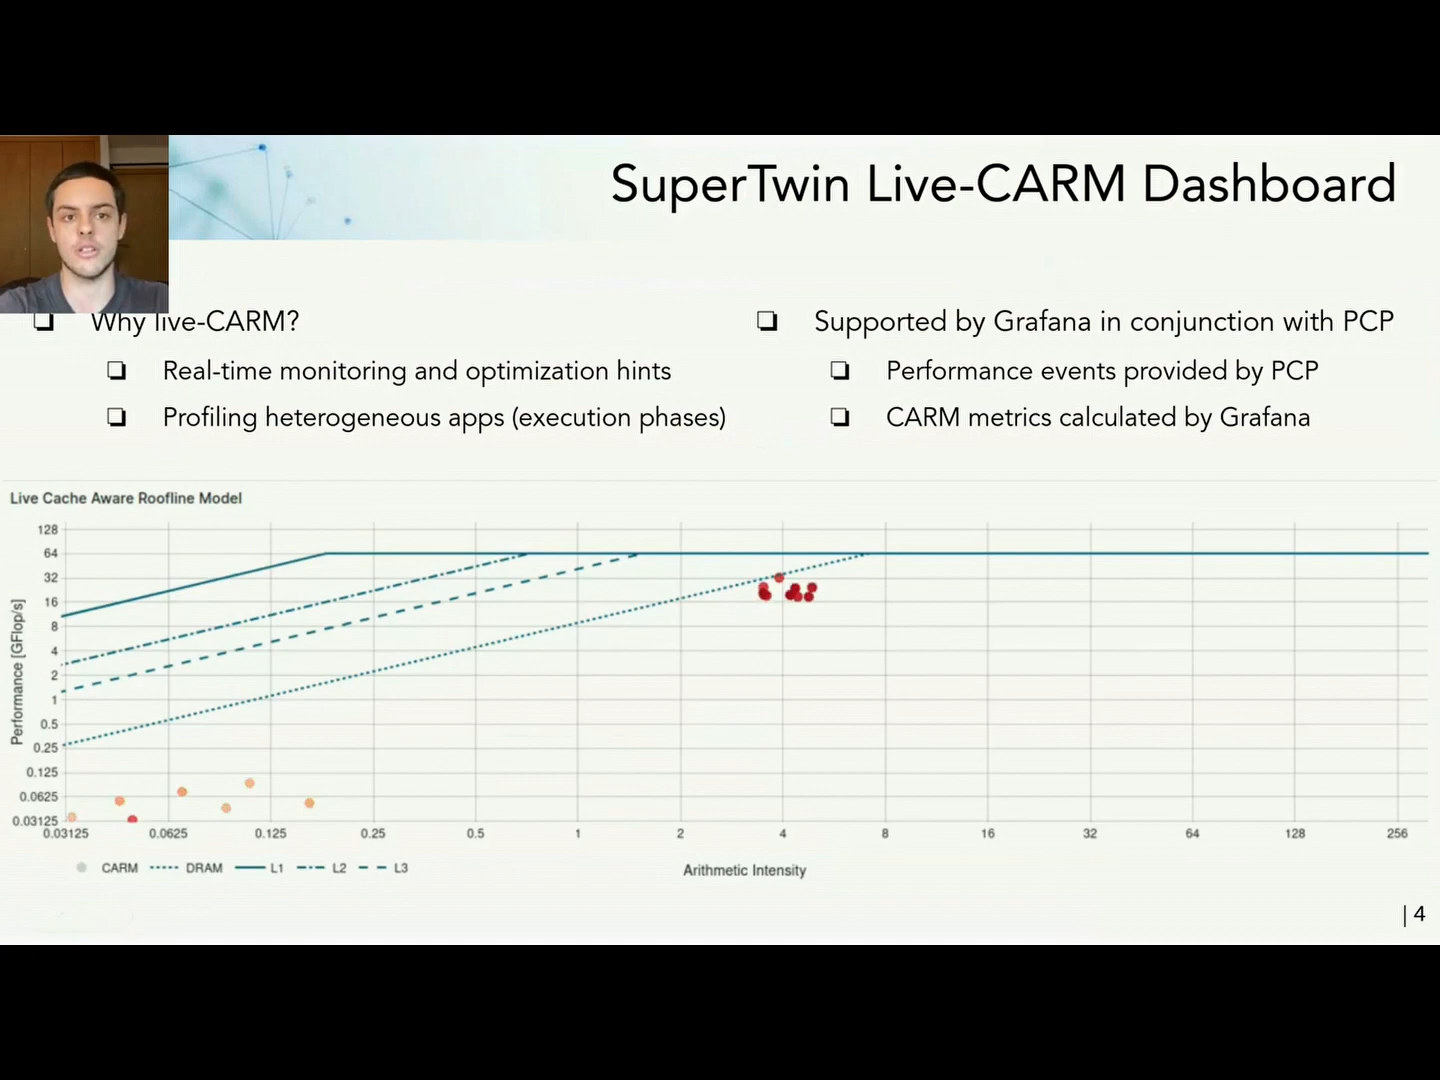 SuperTwin Live-CARM Dashboard
❑ Why live-CARM?
❑ Real-time monitoring and optimization hints
❑ Profiling heterogeneous apps (execution phases)
❑ Supported by Grafana in conjunction with PCP
❑ Performance events provided by PCP
❑ CARM metrics calculated by Grafana
Live Cache Aware Roofline Model
Performance [GFlop/s]
128
64
32
16
8
4
2
1
0.5
0.25
0.125
0.0625
0.03125
0.03125 0.0625 0.125 0.25 0.5 1 2 4 8 16 32 64 128 256
CARM DRAM L1 L2 L3
Arithmetic Intensity
| 4